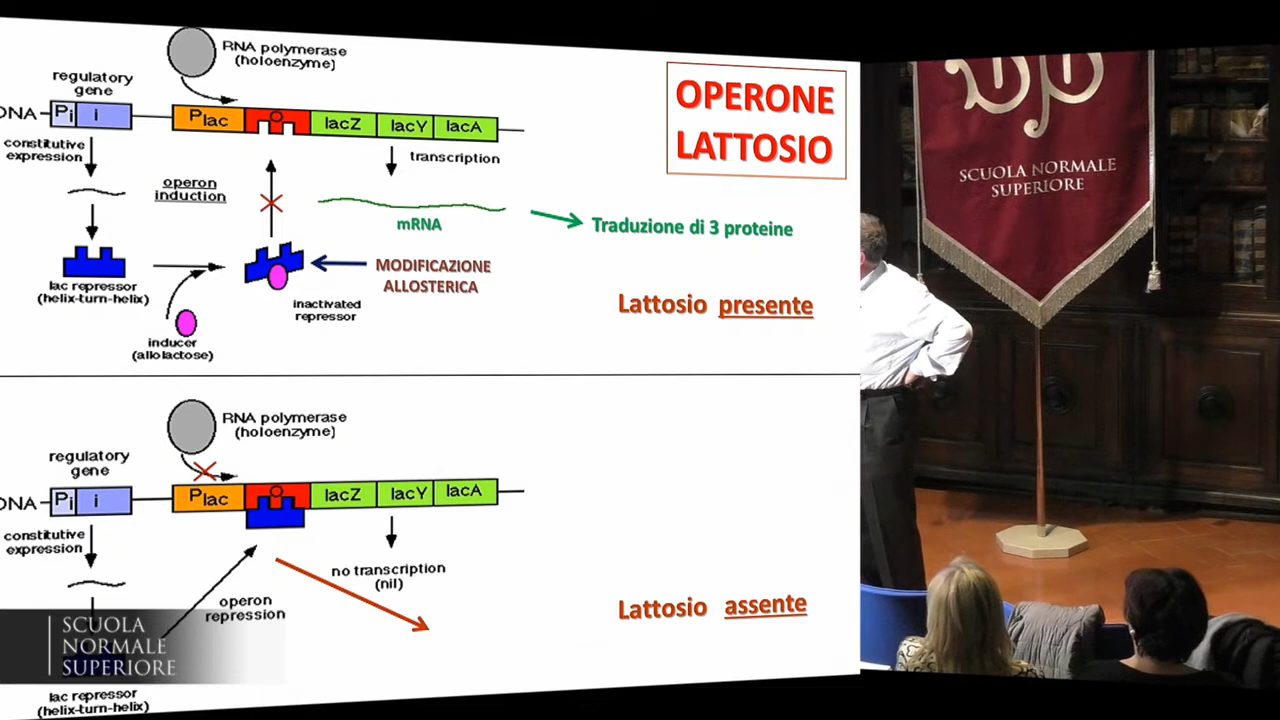 RNA polymerase
(holoenzyme)
regulatory
gene
DNA
Pi i
Plac
o
lacZ
lacY
lacA
constitutive
expression
transcription
operon
induction
mRNA
Traduzione di 3 proteine
lac repressor
(helix-turn-helix)
MODIFICAZIONE
ALLOSTERICA
inactivated
repressor
inducer
(allolactose)
OPERONE
LATTOSIO
Lattosio presente
RNA polymerase
(holoenzyme)
regulatory
gene
DNA
Pi i
Plac
o
lacZ
lacY
lacA
constitutive
expression
no transcription
(nil)
operon
repression
Lattosio assente
lac repressor
(helix-turn-helix)
SCUOLA
NORMALE
SUPERIORE
SCUOLA NORMALE
SUPERIORE